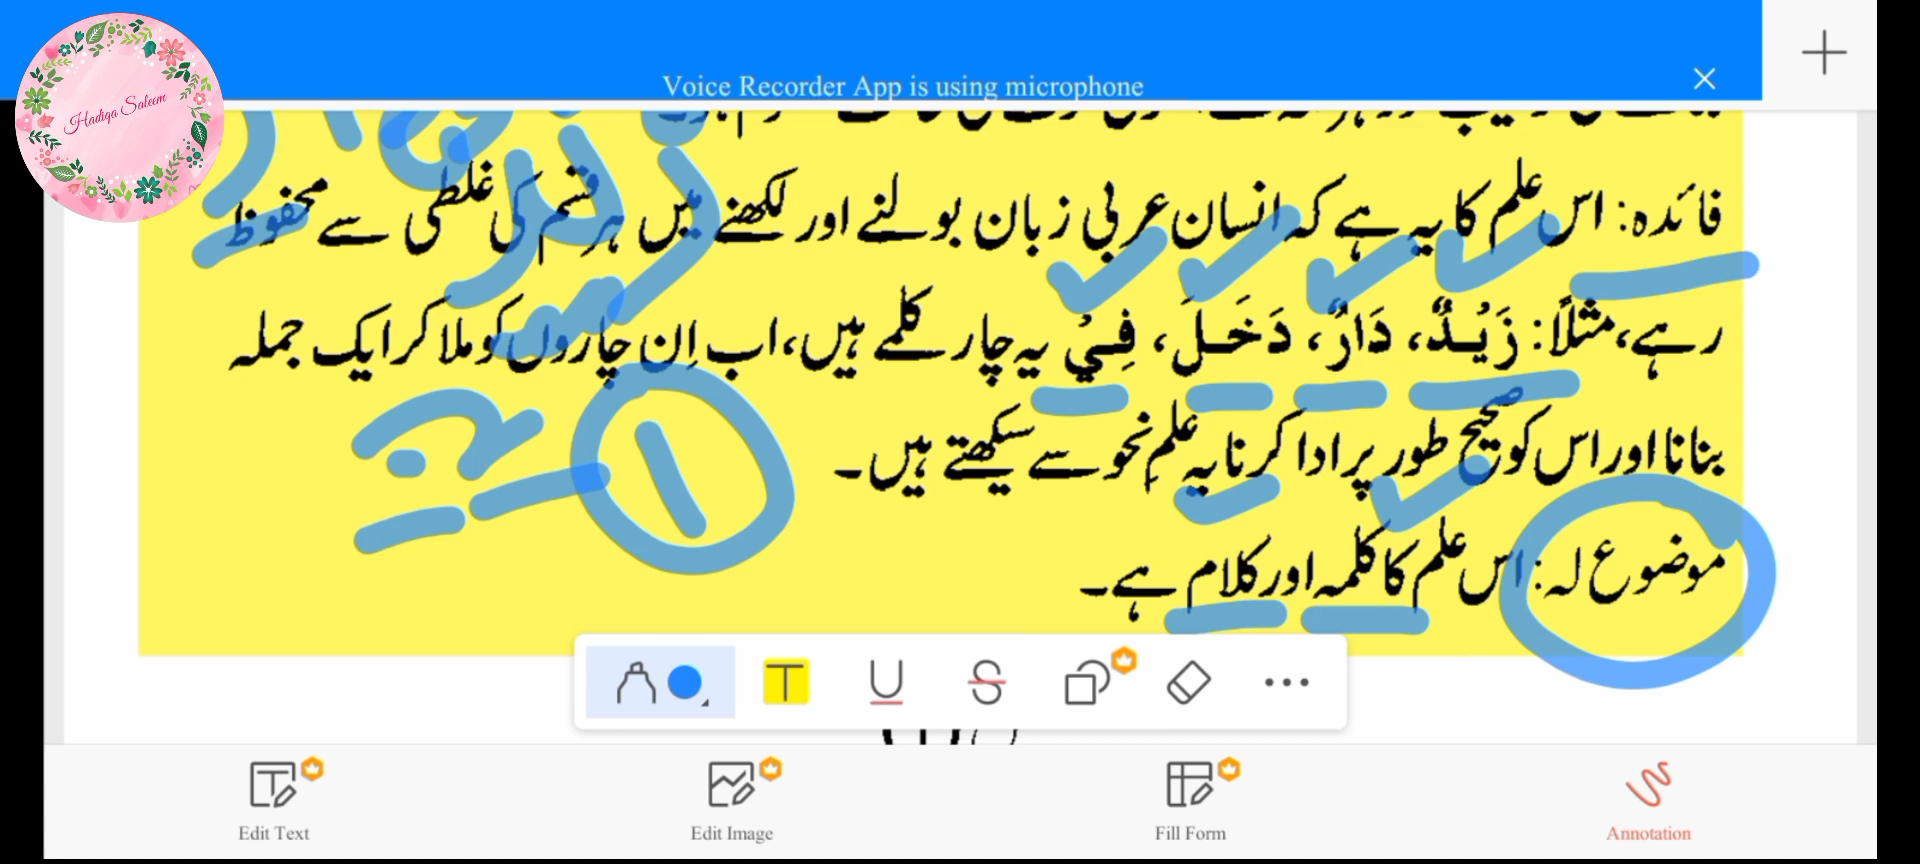 Hadiqa Saleem
Voice Recorder App is using microphone
فائدہ: اس علم کا یہ ہے کہ انسان عربی زبان بولنے اور لکھنے میں ہر قسم کی غلطی سے محفوظ
رہے، مثلًا: زَيْدٌ، دَارٌ، دَخَلَ، فِيْ یہ چار کلمے ہیں، اب اِن چاروں کو ملا کر ایک جملہ
بنانا اور اس کو صحیح طور پر ادا کرنا یہ علمِ نحو سے سیکھتے ہیں۔
موضوع لہ: اس علم کا کلمہ اور کلام ہے۔
Edit Text
Edit Image
Fill Form
Annotation